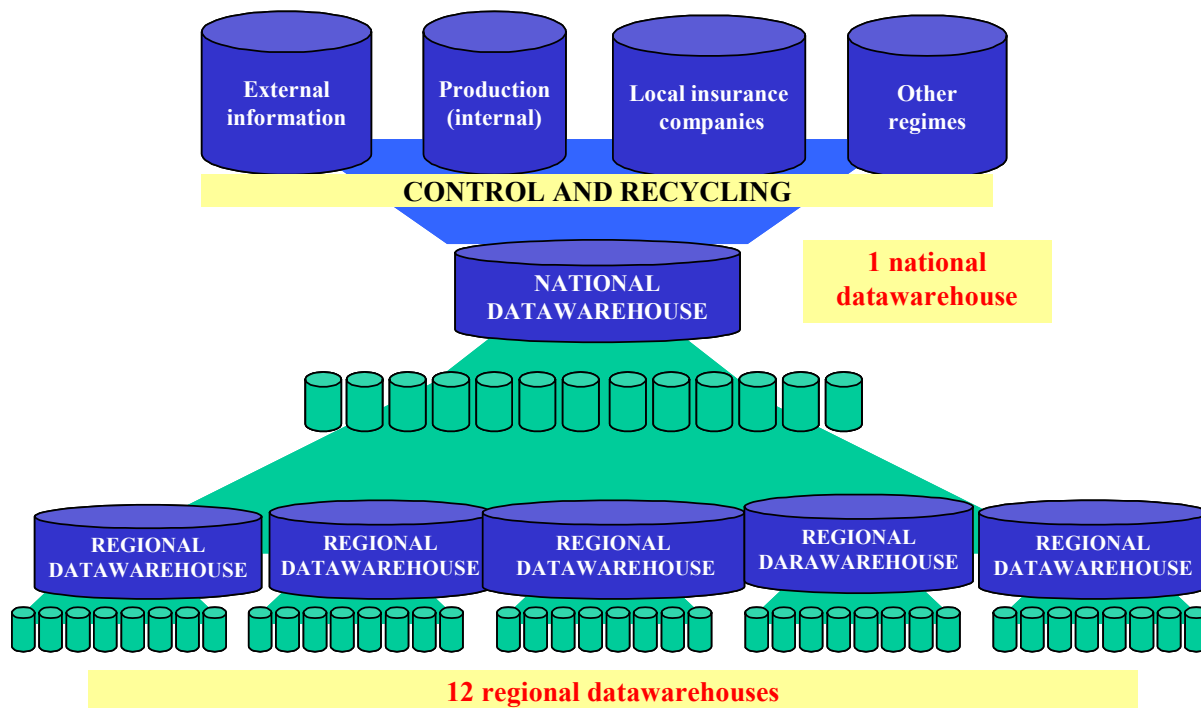 External
information
Production
(internal)
Local insurance
companies
Other
regimes
CONTROL AND RECYCLING
NATIONAL
DATAWAREHOUSE
1 national
datawarehouse
REGIONAL
DATAWAREHOUSE
REGIONAL
DATAWAREHOUSE
REGIONAL
DATAWAREHOUSE
REGIONAL
DARAWAREHOUSE
REGIONAL
DATAWAREHOUSE
12 regional datawarehouses